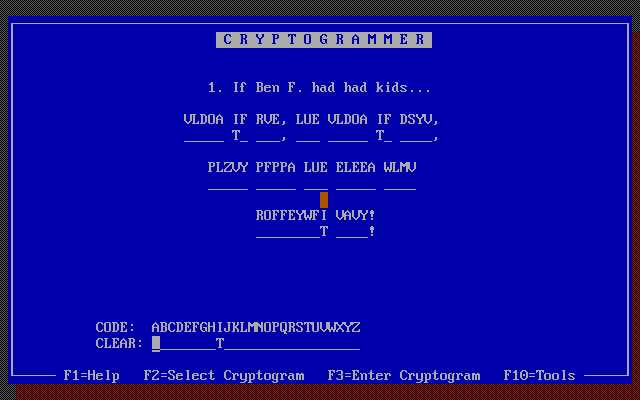 C R Y P T O G R A M M E R
1. If Ben F. had had kids...
VLDOA IF RVE, LUE VLDOA IF DSYV,
_____ T_ ___, ___ _____ T_ ____,
PLZVY PFPPA LUE ELEEA WLMV
_____ _____ ___ _____ ____
ROFFEYWFI VAVY!
________T ____!
CODE: ABCDEFGHIJKLMNOPQRSTUVWXYZ
CLEAR: ________T_________________
F1=Help F2=Select Cryptogram F3=Enter Cryptogram F10=Tools